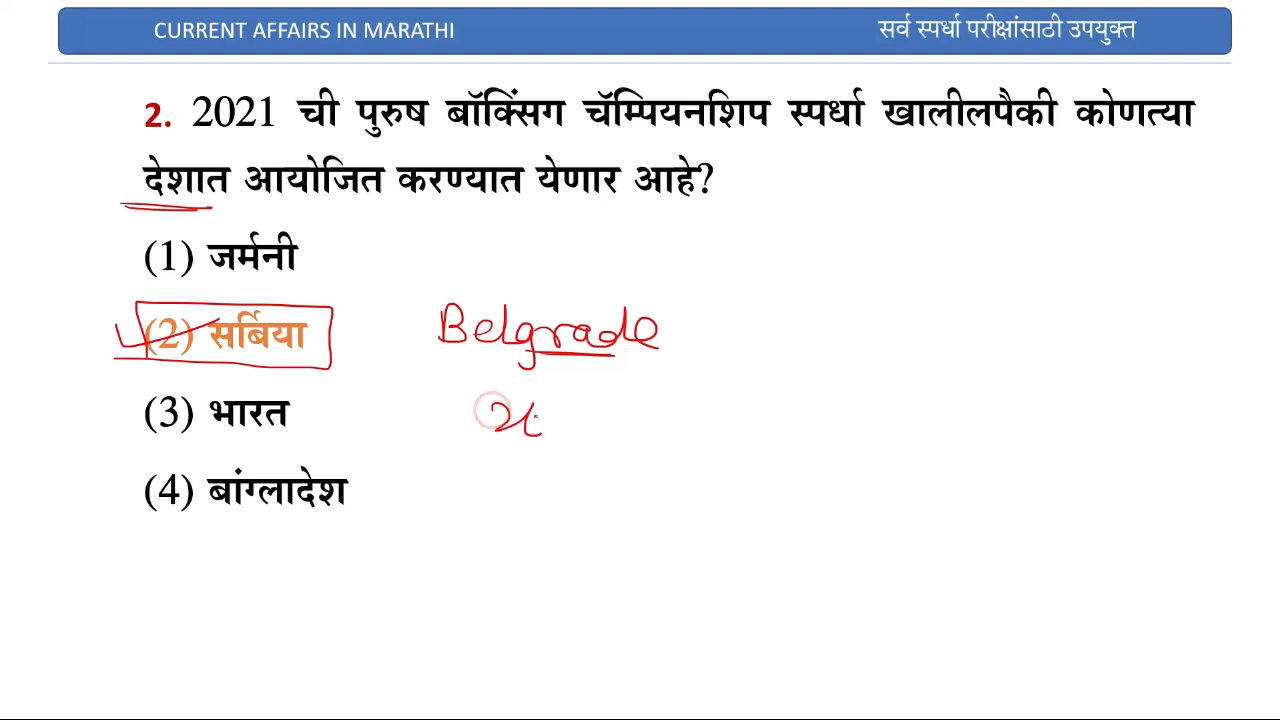 CURRENT AFFAIRS IN MARATHI
सर्व स्पर्धा परीक्षांसाठी उपयुक्त
2. 2021 ची पुरुष बॉक्सिंग चॅम्पियनशिप स्पर्धा खालीलपैकी कोणत्या
देशात आयोजित करण्यात येणार आहे?
(1) जर्मनी
(2) सर्बिया
Belgrade
(3) भारत
(4) बांग्लादेश